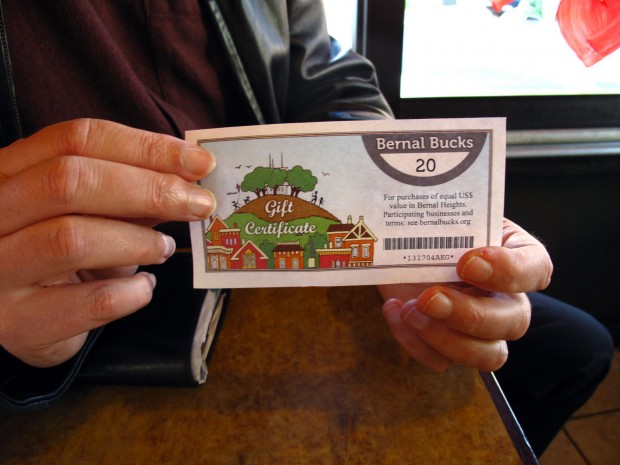 Bernal Bucks
20
Gift
Certificate
For purchases of equal US$
value in Bernal Heights.
Participating businesses and
terms: see bernalbucks.org
*131704AKG*